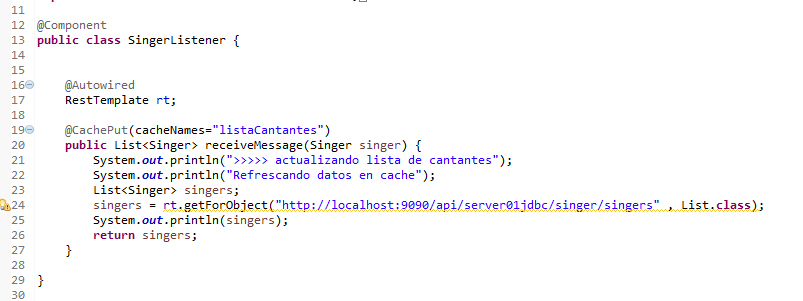 11
12 @Component
13 public class SingerListener {
14
15
16 @Autowired
17 RestTemplate rt;
18
19 @CachePut(cacheNames="listaCantantes")
20 public List<Singer> receiveMessage(Singer singer) {
21 System.out.println(">>>>> actualizando lista de cantantes");
22 System.out.println("Refrescando datos en cache");
23 List<Singer> singers;
24 singers = rt.getForObject("http://localhost:9090/api/server01jdbc/singer/singers" , List.class);
25 System.out.println(singers);
26 return singers;
27 }
28
29 }
30